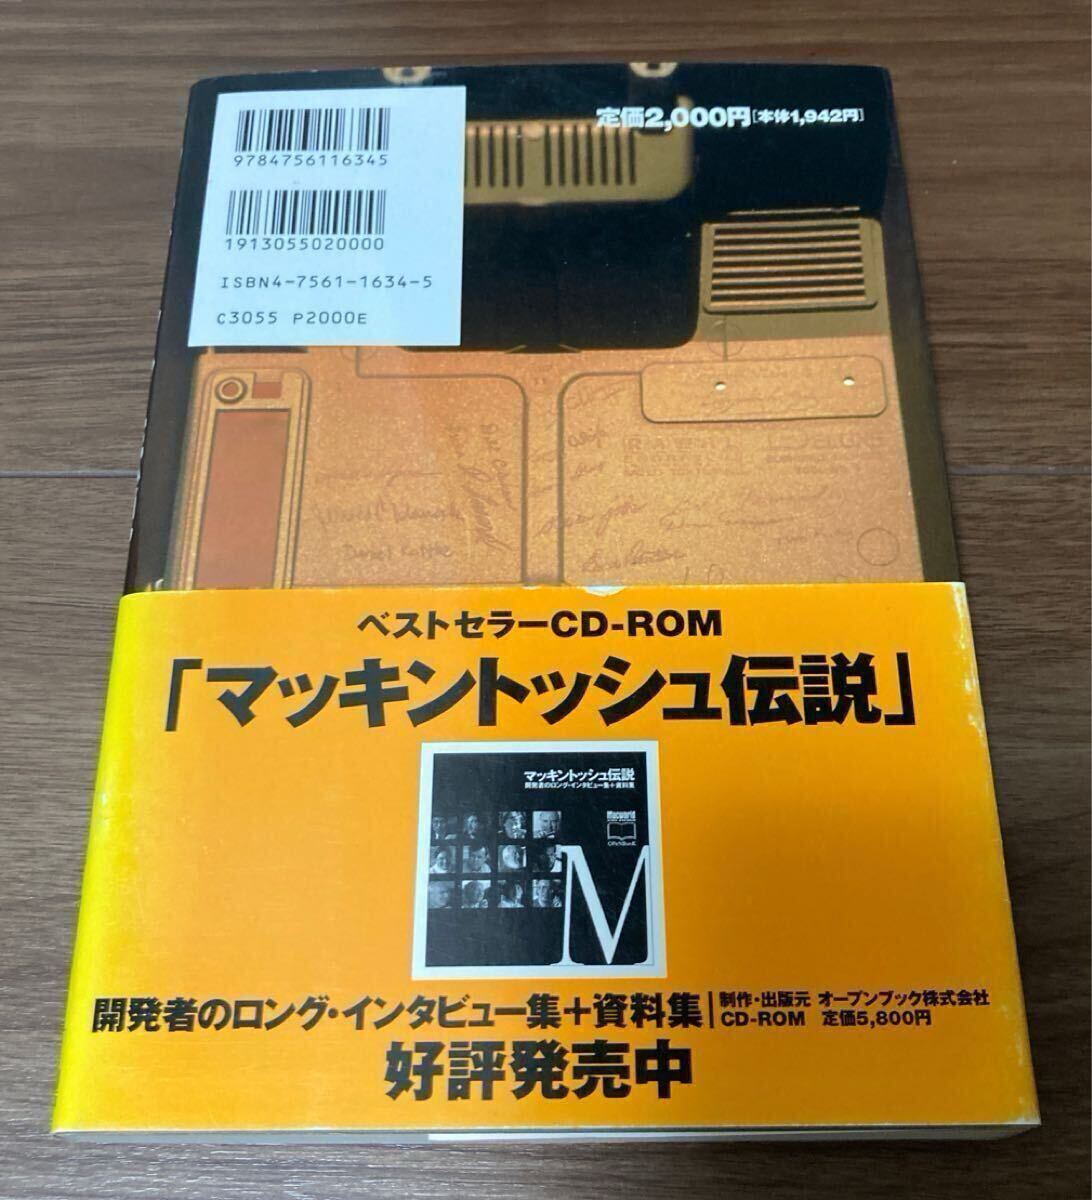 定価2,000円[本体1,942円]
9784756116345
1913055020000
ISBN4-7561-1634-5
C3055 P2000E
Daniel Kottke
ベストセラーCD-ROM
「マッキントッシュ伝説」
マッキントッシュ伝説
開発者のロング・インタビュー集+資料集
Macworld
OPeNBooK
M
開発者のロング・インタビュー集+資料集
制作・出版元 オープンブック株式会社
CD-ROM 定価5,800円
好評発売中